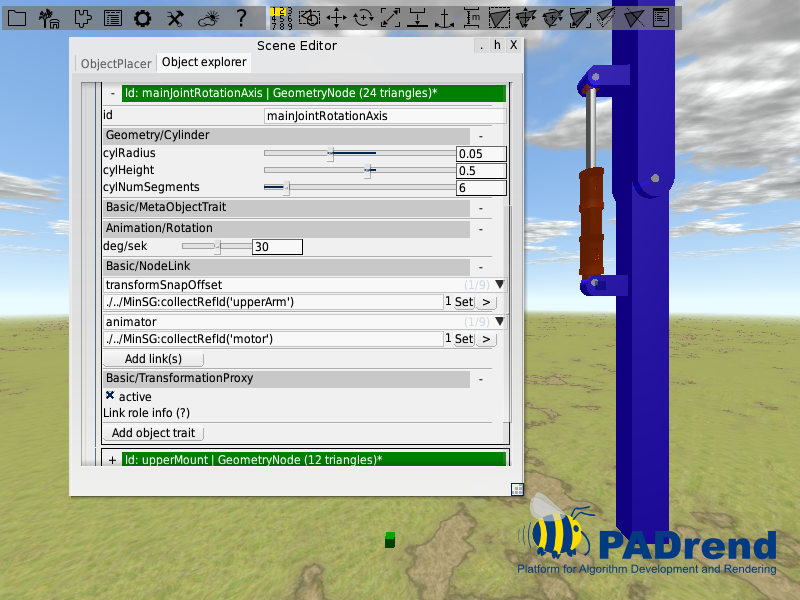 1 2 3
4 5 6
7 8 9
Scene Editor
. h X
ObjectPlacer Object explorer
- Id: mainJointRotationAxis | GeometryNode (24 triangles)*
id mainJointRotationAxis
Geometry/Cylinder -
cylRadius 0.05
cylHeight 0.5
cylNumSegments 6
Basic/MetaObjectTrait -
Animation/Rotation -
deg/sek 30
Basic/NodeLink -
transformSnapOffset (1/9) ▼
./../MinSG:collectRefId('upperArm') 1 Set >
animator (1/9) ▼
./../MinSG:collectRefId('motor') 1 Set >
Add link(s)
Basic/TransformationProxy -
active
Link role info (?)
Add object trait
+ Id: upperMount | GeometryNode (12 triangles)*
PADrend
Platform for Algorithm Development and Rendering